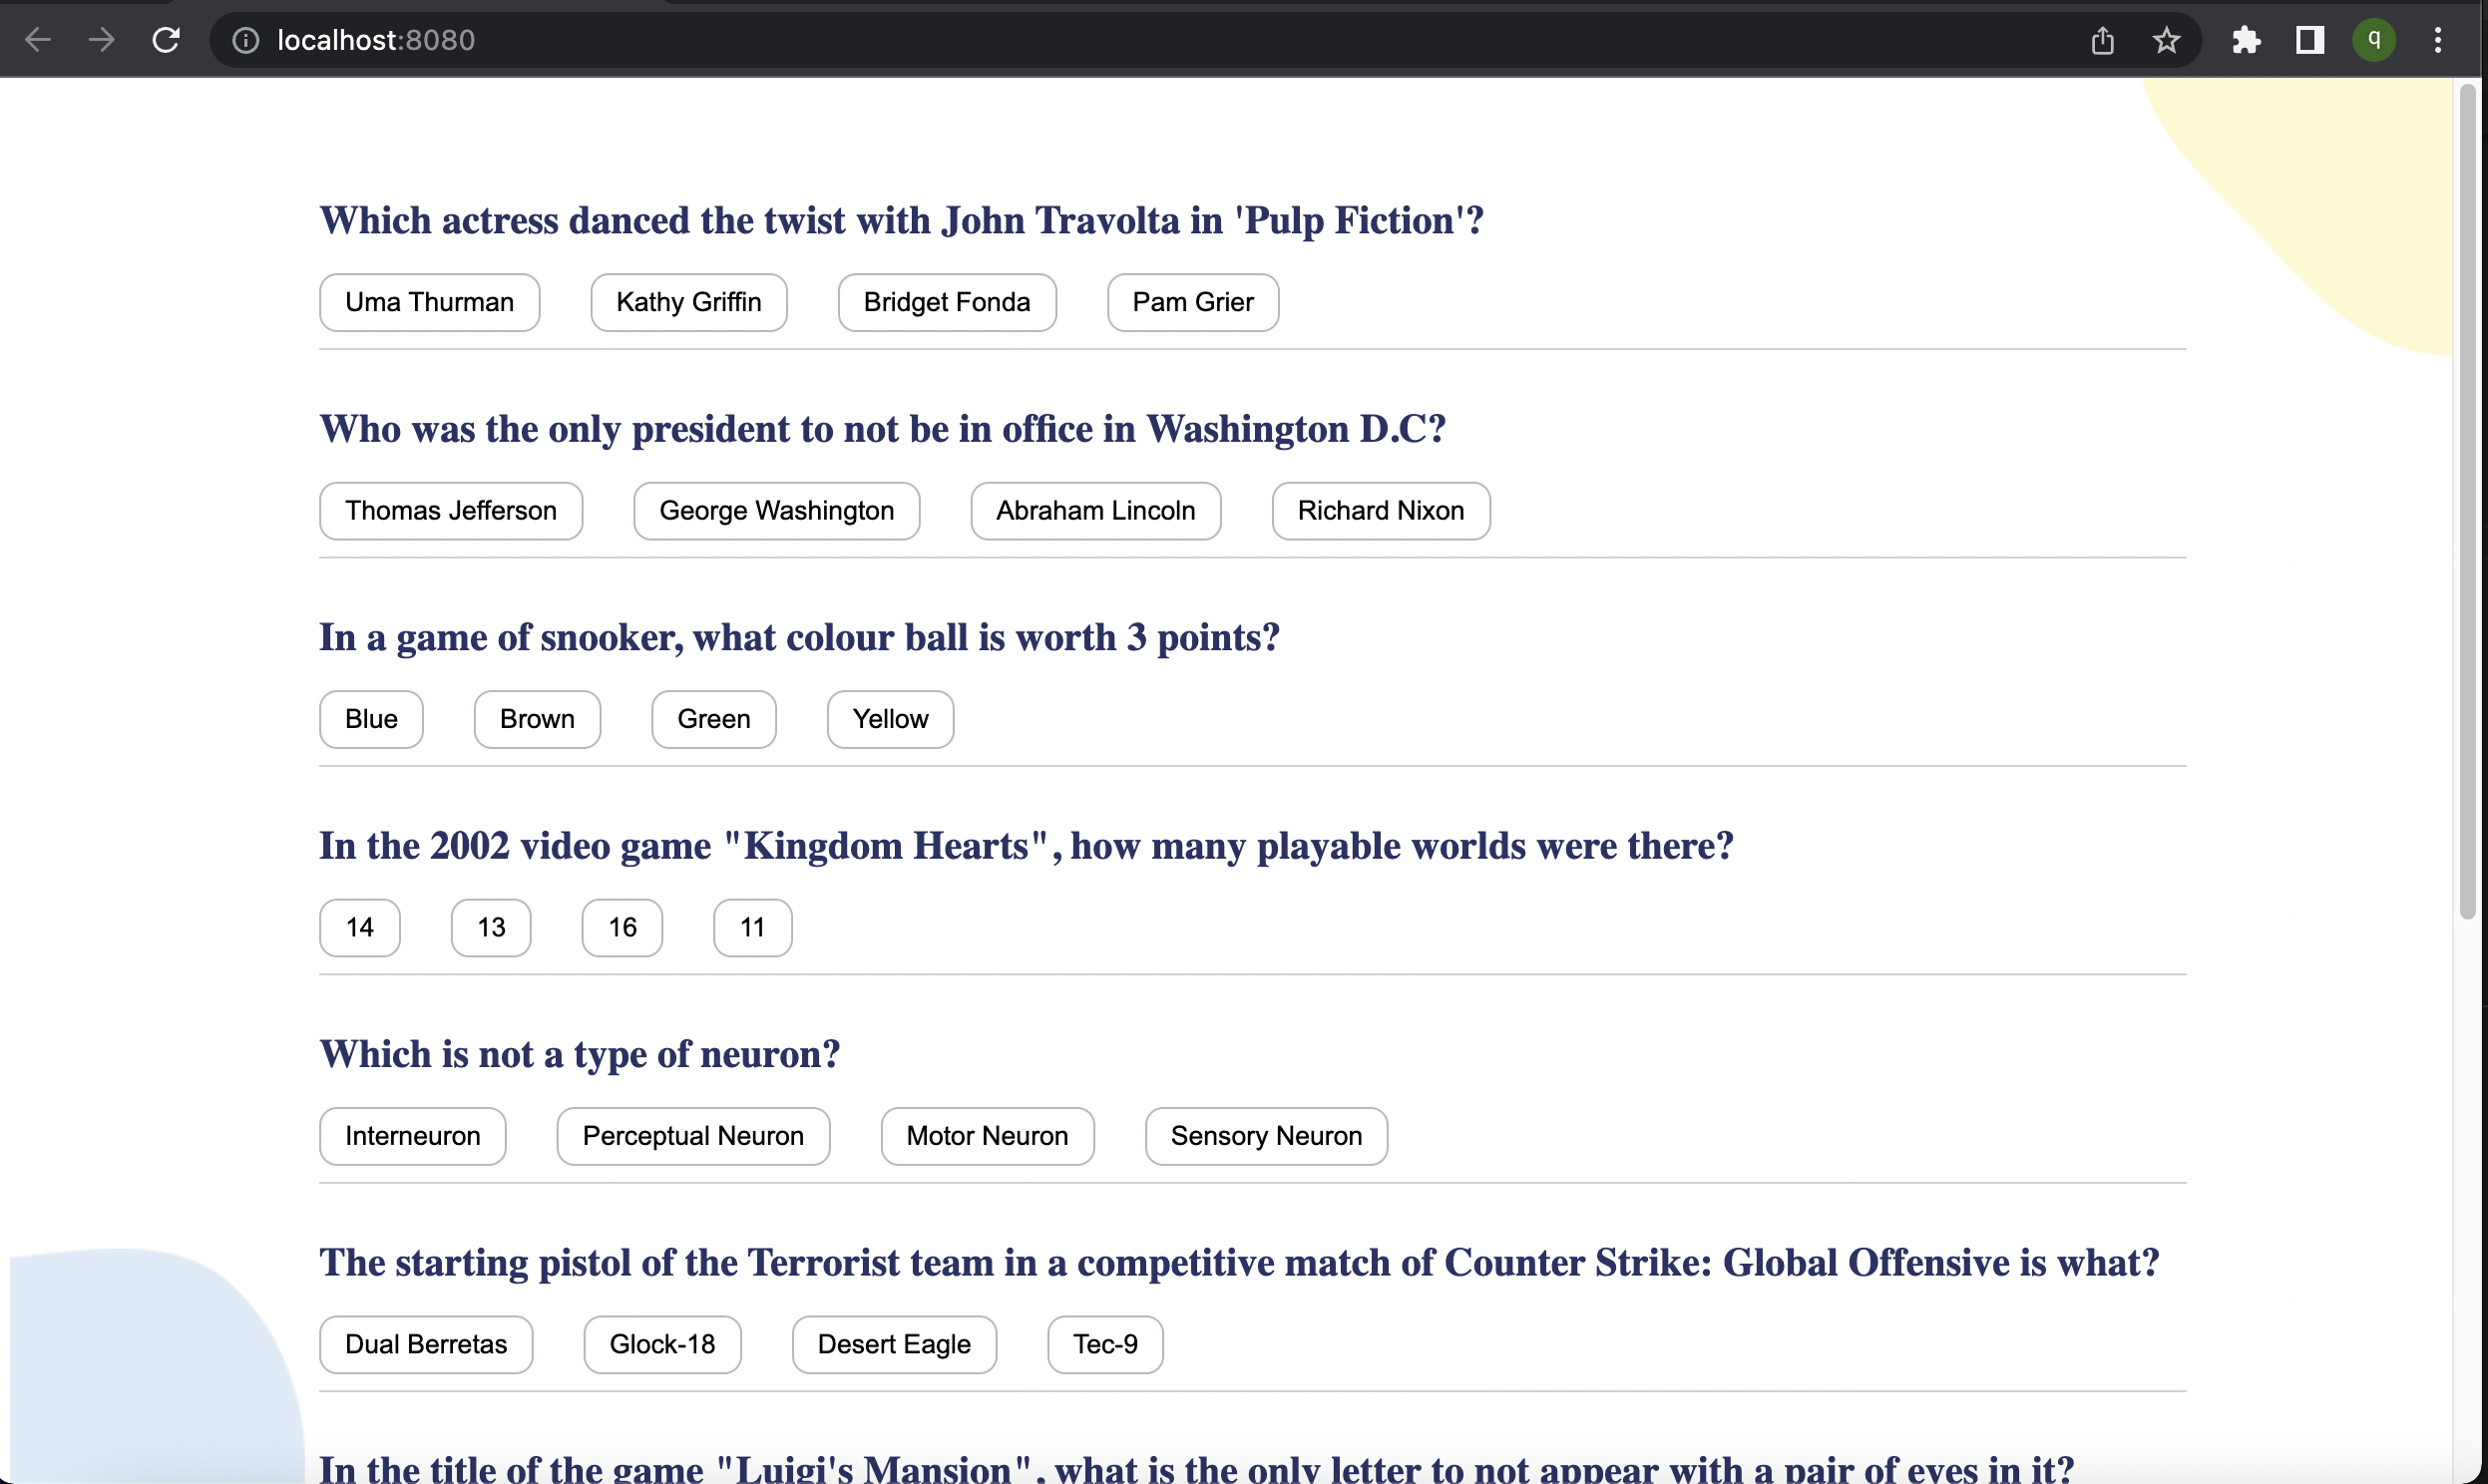 localhost:8080
q
Which actress danced the twist with John Travolta in 'Pulp Fiction'?
Uma Thurman Kathy Griffin Bridget Fonda Pam Grier
Who was the only president to not be in office in Washington D.C?
Thomas Jefferson George Washington Abraham Lincoln Richard Nixon
In a game of snooker, what colour ball is worth 3 points?
Blue Brown Green Yellow
In the 2002 video game "Kingdom Hearts", how many playable worlds were there?
14 13 16 11
Which is not a type of neuron?
Interneuron Perceptual Neuron Motor Neuron Sensory Neuron
The starting pistol of the Terrorist team in a competitive match of Counter Strike: Global Offensive is what?
Dual Berretas Glock-18 Desert Eagle Tec-9
In the title of the game "Luigi's Mansion", what is the only letter to not appear with a pair of eyes in it?